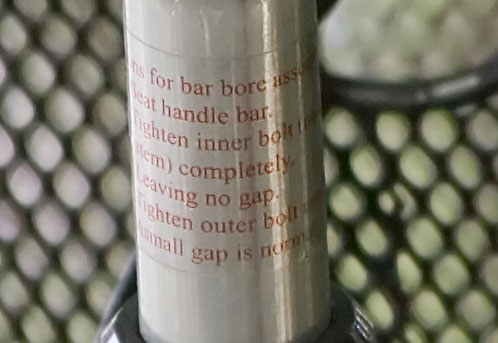 for bar bore
seat handle bar.
Tighten inner bolt
completely.
Leaving no gap.
Tighten outer bolt
small gap is